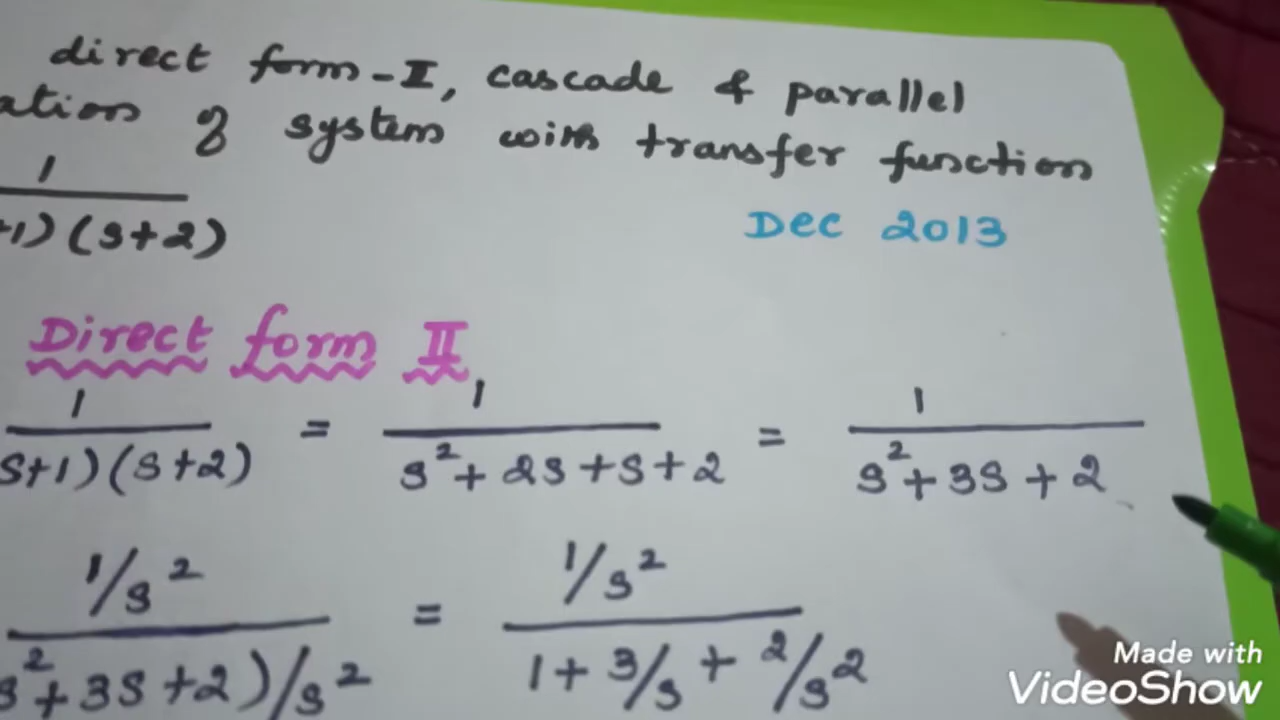 direct form-II, cascade & parallel
ation of system with transfer function
1
+1)(s+2)
Dec 2013
Direct form II
1/(s+1)(s+2) = 1/s²+2s+s+2 = 1/s²+3s+2
1/s²/(s²+3s+2)/s² = 1/s²/1+3/s+2/s²
Made with
VideoShow